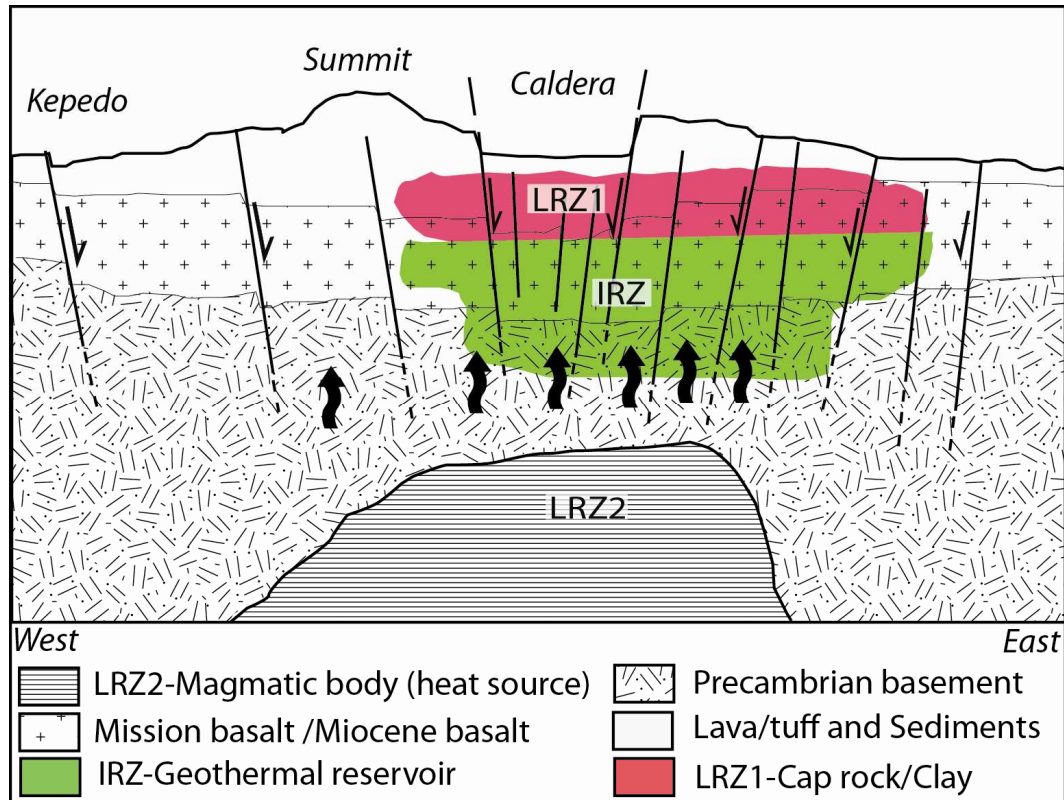 Summit
Caldera
Kepedo
LRZ1
IRZ
LRZ2
West
East
LRZ2-Magmatic body (heat source)
Precambrian basement
Mission basalt /Miocene basalt
Lava/tuff and Sediments
IRZ-Geothermal reservoir
LRZ1-Cap rock/Clay